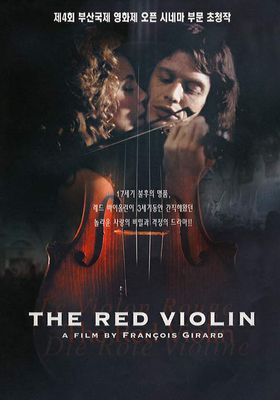 제4회 부산국제 영화제 오픈 시네마 부문 초청작
17세기 불후의 명품,
레드 바이올린이 3세기동안 간직해왔던
놀라운 사랑의 비밀과 격정의 드라마!!
Le Violon Rouge
THE RED VIOLIN
A FILM BY FRANÇOIS GIRARD
Die Rote Violine